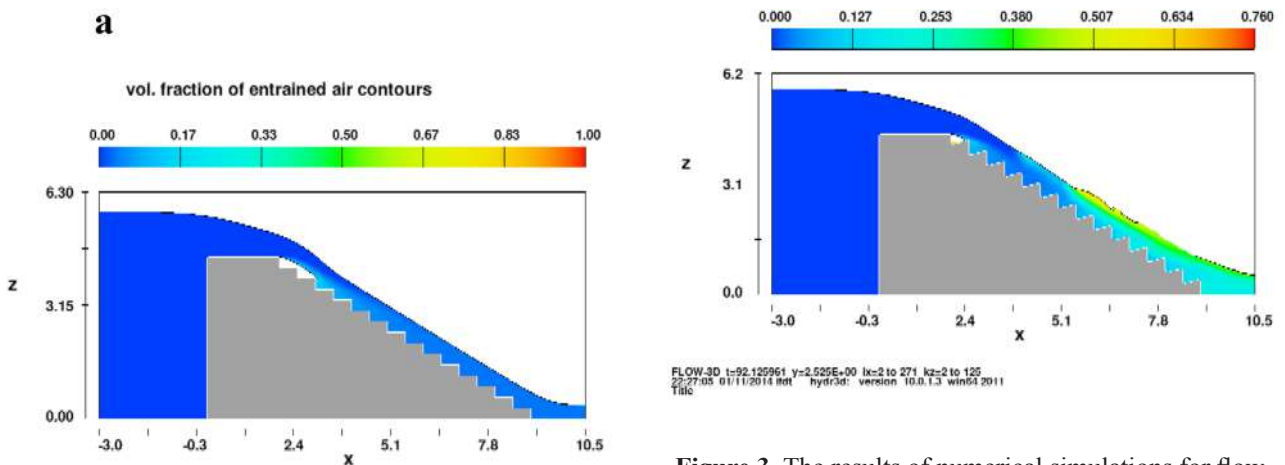 a
vol. fraction of entrained air contours
0.00 0.17 0.33 0.50 0.67 0.83 1.00
6.30
z
3.15
0.00
-3.0 -0.3 2.4 5.1 7.8 10.5
x
0.000 0.127 0.253 0.380 0.507 0.634 0.760
6.2
z
3.1
0.0
-3.0 -0.3 2.4 5.1 7.8 10.5
x
FLOW-3D t=92.125961 y=2.525E+00 ix=2 to 271 kz=2 to 125
22:27:05 01/11/2014 hydr3d: version 10.0.1.3 win64 2011
Title
Figure 3. The results of numerical simulations for flow